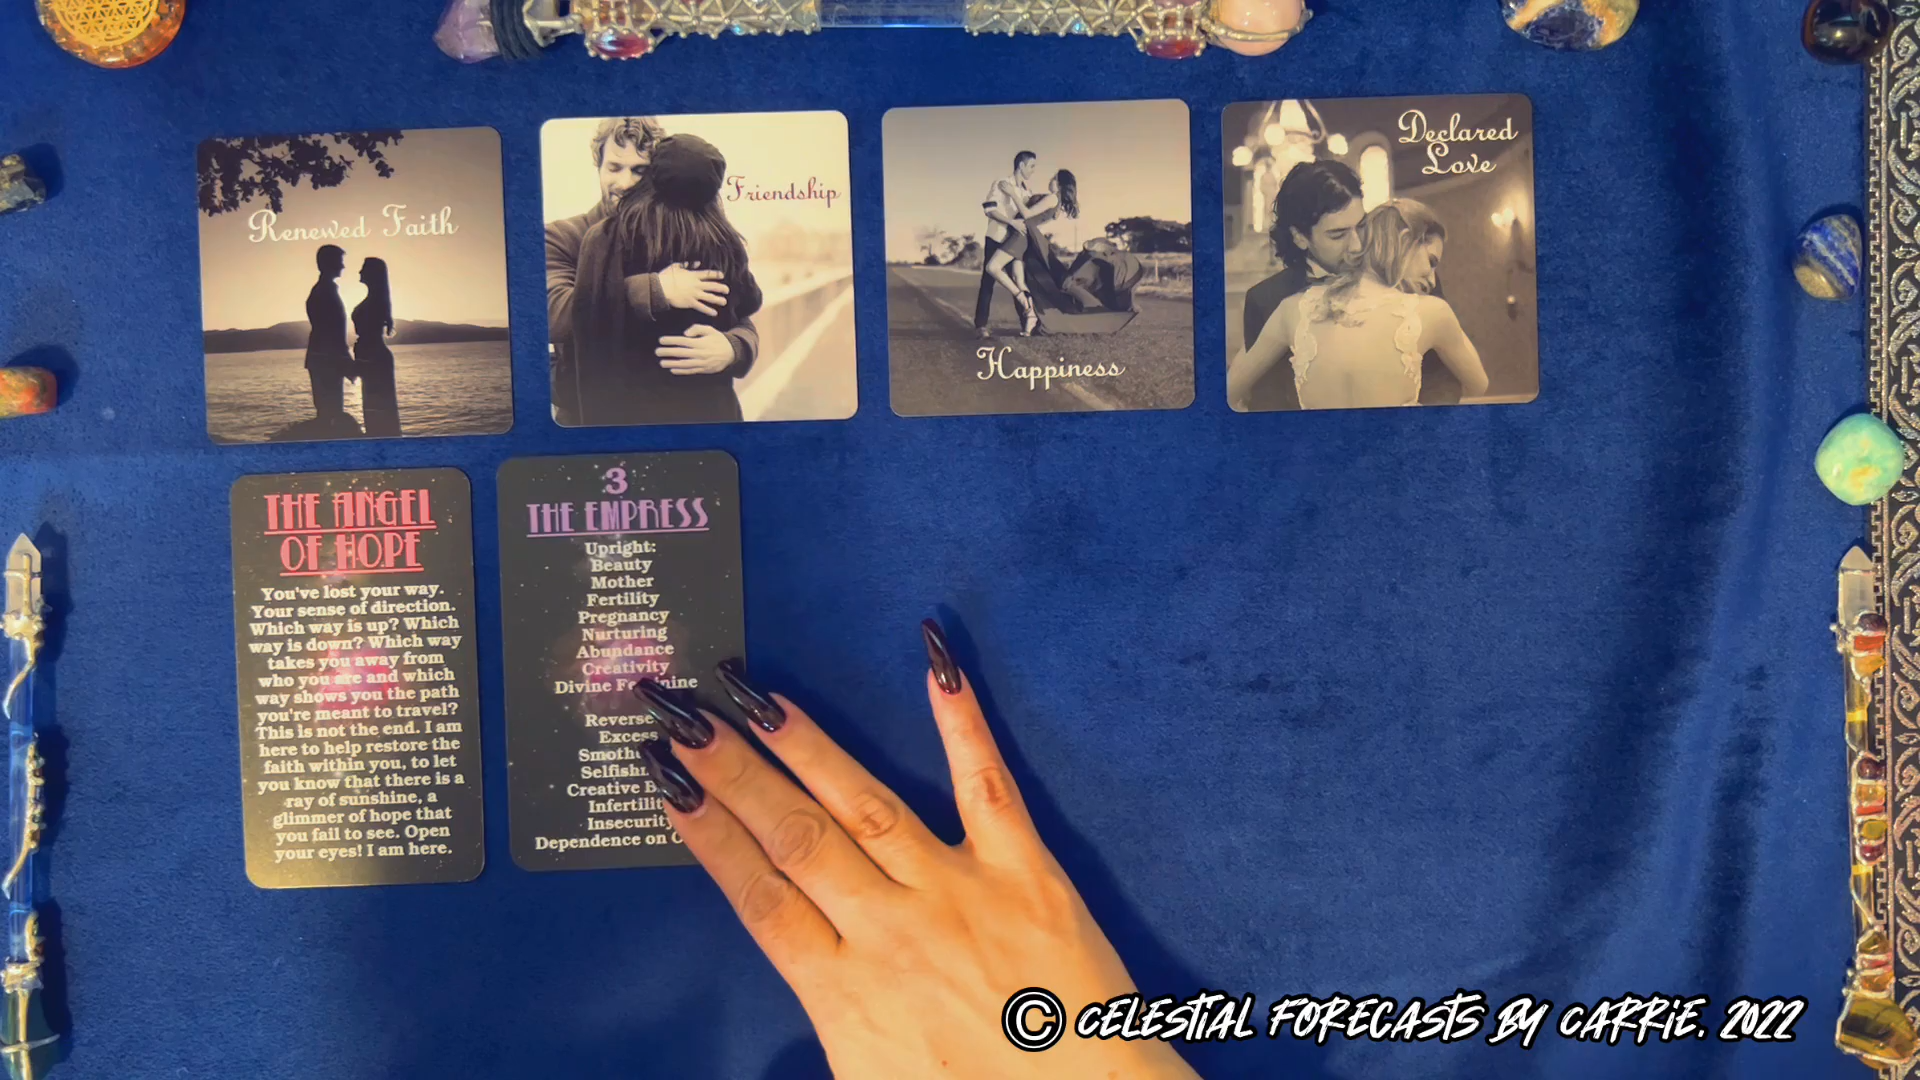 Renewed Faith
Friendship
Happiness
Declared
Love
THE ANGEL
OF HOPE
You've lost your way.
Your sense of direction.
Which way is up? Which
way is down? Which way
takes you away from
who you are and which
way shows you the path
you're meant to travel?
This is not the end. I am
here to help restore the
faith within you, to let
you know that there is a
ray of sunshine, a
glimmer of hope that
you fail to see. Open
your eyes! I am here.
3
THE EMPRESS
Upright:
Beauty
Mother
Fertility
Pregnancy
Nurturing
Abundance
Creativity
Divine
Excess
Creative
Insecurity
Dependence on
© CELESTIAL FORECASTS BY CARRIE. 2022